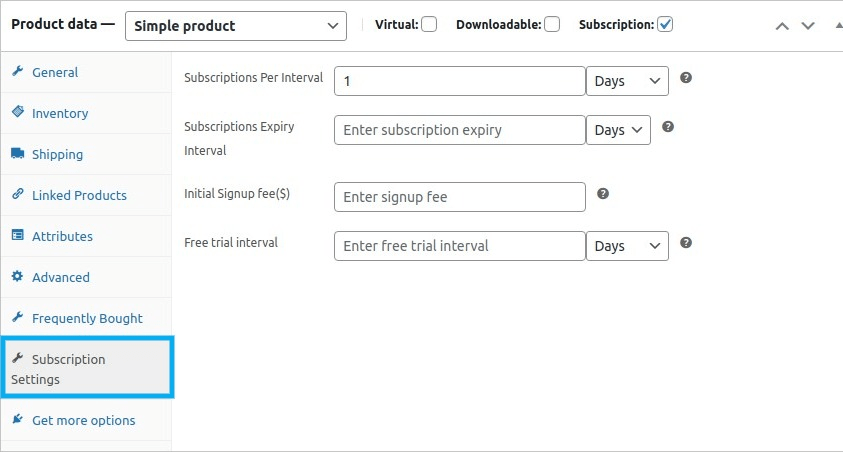 Product data — Simple product Virtual: Downloadable: Subscription:
General
Inventory
Shipping
Linked Products
Attributes
Advanced
Frequently Bought
Subscription
Settings
Get more options
Subscriptions Per Interval 1 Days ?
Subscriptions Expiry
Interval
Enter subscription expiry Days ?
Initial Signup fee($) Enter signup fee ?
Free trial interval Enter free trial interval Days ?